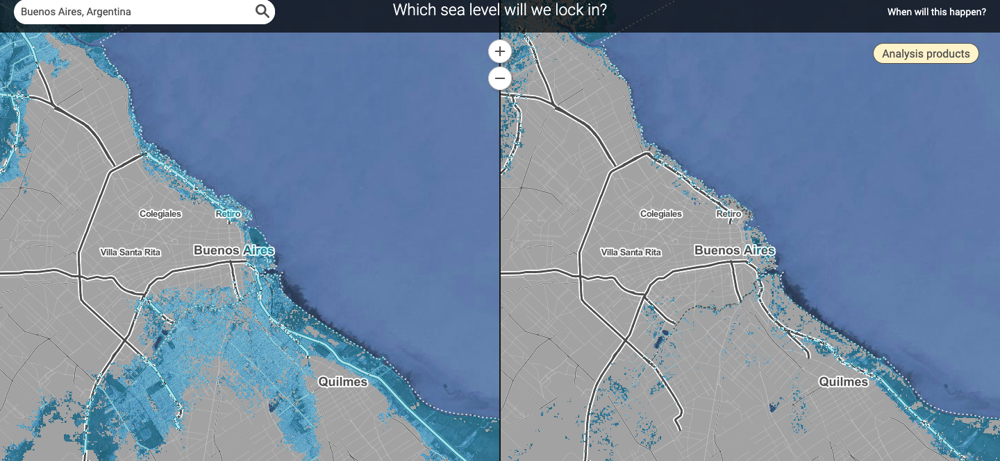 Buenos Aires, Argentina
Which sea level will we lock in?
When will this happen?
+
−
Analysis products
Colegiales
Retiro
Villa Santa Rita
Buenos Aires
Quilmes
Colegiales
Retiro
Villa Santa Rita
Buenos Aires
Quilmes